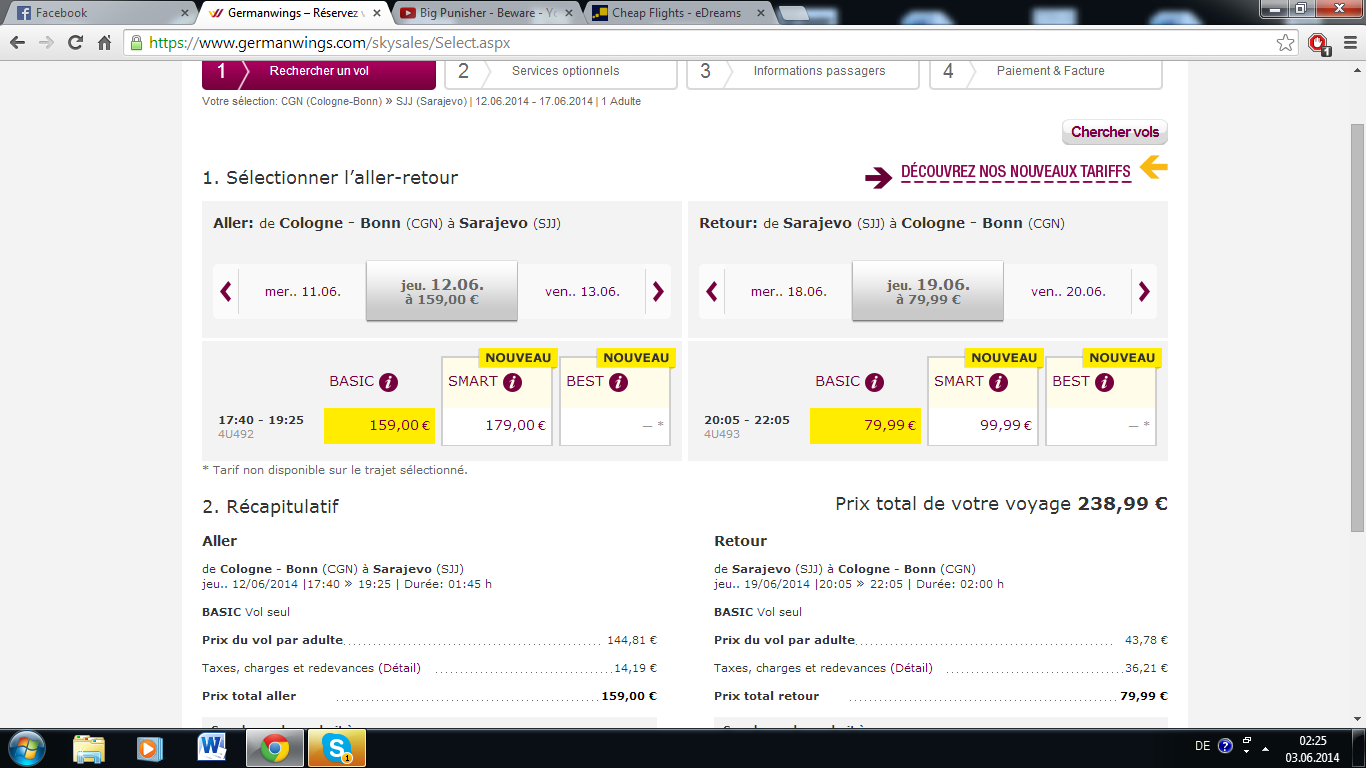 Facebook
Germanwings – Réservez v
Big Punisher - Beware - Yo
Cheap Flights - eDreams
https://www.germanwings.com/skysales/Select.aspx
1
1 Rechercher un vol
2 Services optionnels
3 Informations passagers
4 Paiement & Facture
Votre sélection: CGN (Cologne-Bonn) » SJJ (Sarajevo) | 12.06.2014 - 17.06.2014 | 1 Adulte
Chercher vols
1. Sélectionner l’aller-retour
DÉCOUVREZ NOS NOUVEAUX TARIFFS
Aller: de Cologne - Bonn (CGN) à Sarajevo (SJJ)
mer.. 11.06.
jeu. 12.06.
à 159,00 €
ven.. 13.06.
NOUVEAU
NOUVEAU
BASIC i
SMART i
BEST i
17:40 - 19:25
4U492
159,00 €
179,00 €
— *
Retour: de Sarajevo (SJJ) à Cologne - Bonn (CGN)
mer.. 18.06.
jeu. 19.06.
à 79,99 €
ven.. 20.06.
NOUVEAU
NOUVEAU
BASIC i
SMART i
BEST i
20:05 - 22:05
4U493
79,99 €
99,99 €
— *
* Tarif non disponible sur le trajet sélectionné.
2. Récapitulatif
Prix total de votre voyage 238,99 €
Aller
de Cologne - Bonn (CGN) à Sarajevo (SJJ)
jeu.. 12/06/2014 |17:40 » 19:25 | Durée: 01:45 h
BASIC Vol seul
Prix du vol par adulte 144,81 €
Taxes, charges et redevances (Détail) 14,19 €
Prix total aller 159,00 €
Retour
de Sarajevo (SJJ) à Cologne - Bonn (CGN)
jeu.. 19/06/2014 |20:05 » 22:05 | Durée: 02:00 h
BASIC Vol seul
Prix du vol par adulte 43,78 €
Taxes, charges et redevances (Détail) 36,21 €
Prix total retour 79,99 €
DE
02:25
03.06.2014